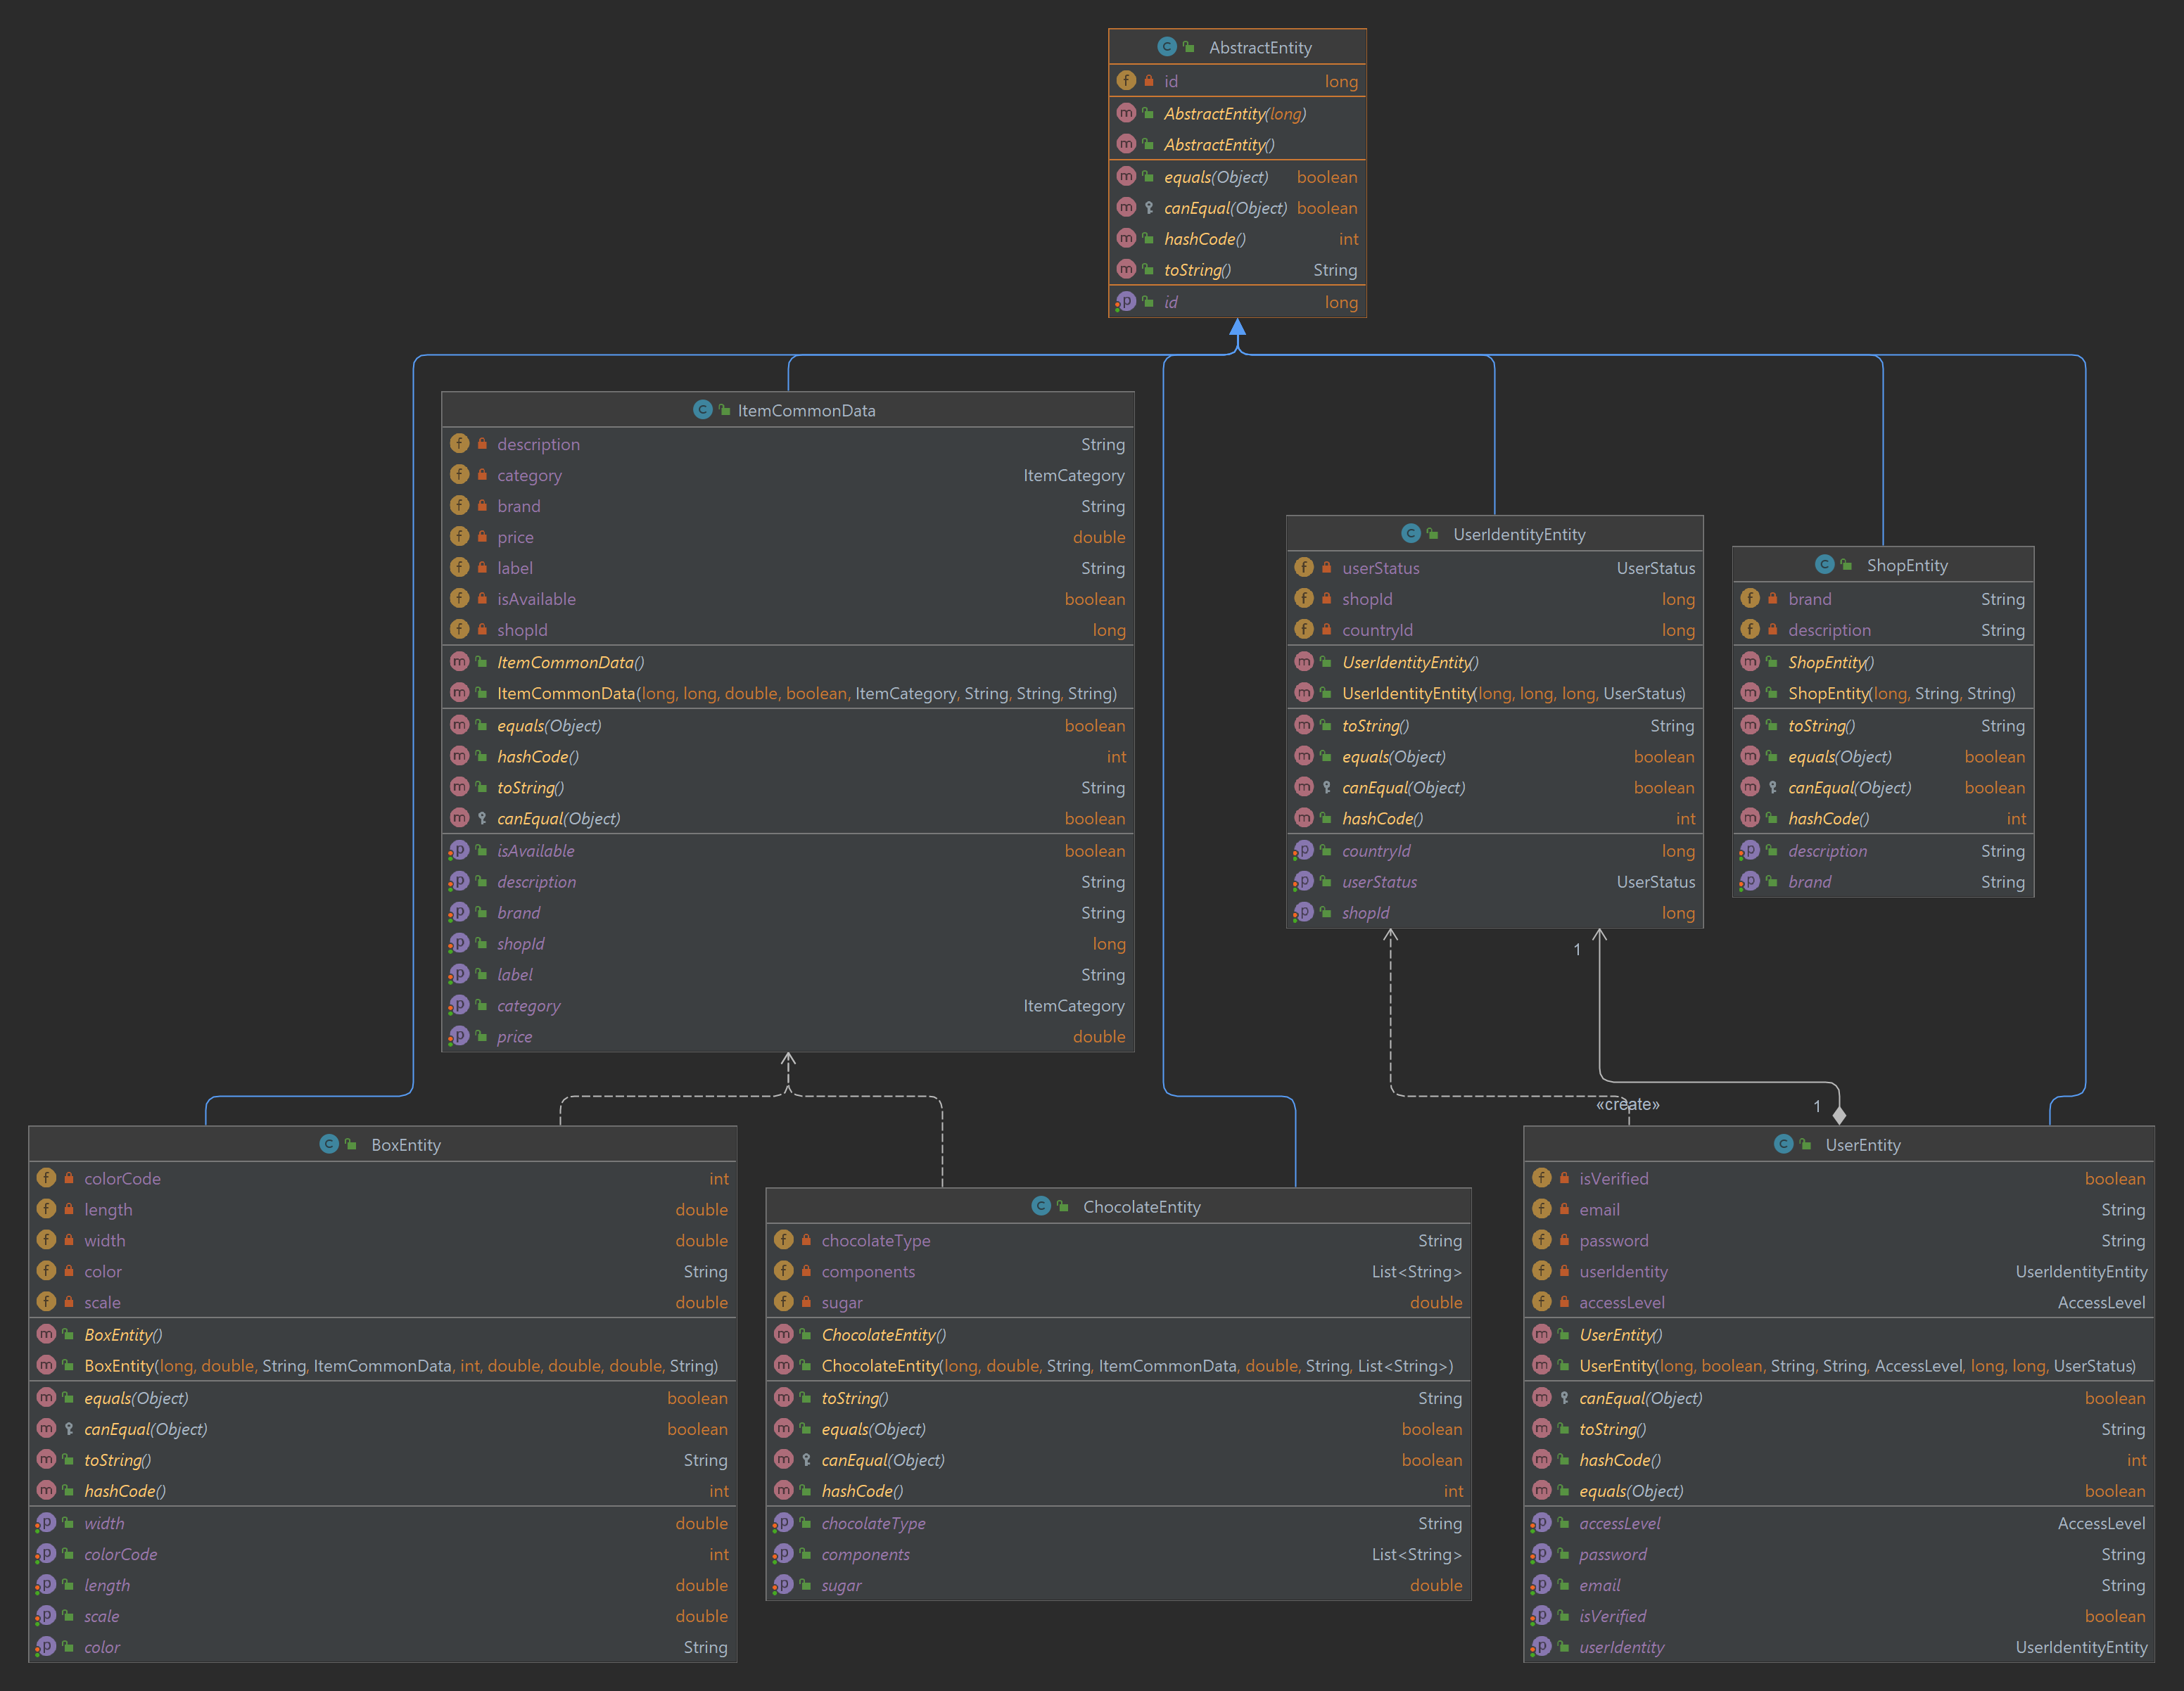 AbstractEntity
id long
AbstractEntity(long)
AbstractEntity()
equals(Object) boolean
canEqual(Object) boolean
hashCode() int
toString() String
id long
ItemCommonData
description String
category ItemCategory
brand String
price double
label String
isAvailable boolean
shopId long
ItemCommonData()
ItemCommonData(long, long, double, boolean, ItemCategory, String, String, String)
equals(Object) boolean
hashCode() int
toString() String
canEqual(Object) boolean
isAvailable boolean
description String
brand String
shopId long
label String
category ItemCategory
price double
UserIdentityEntity
userStatus UserStatus
shopId long
countryId long
UserIdentityEntity()
UserIdentityEntity(long, long, long, UserStatus)
toString() String
equals(Object) boolean
canEqual(Object) boolean
hashCode() int
countryId long
userStatus UserStatus
shopId long
ShopEntity
brand String
description String
ShopEntity()
ShopEntity(long, String, String)
toString() String
equals(Object) boolean
canEqual(Object) boolean
hashCode() int
description String
brand String
1
«create»
1
BoxEntity
colorCode int
length double
width double
color String
scale double
BoxEntity()
BoxEntity(long, double, String, ItemCommonData, int, double, double, double, String)
equals(Object) boolean
canEqual(Object) boolean
toString() String
hashCode() int
width double
colorCode int
length double
scale double
color String
ChocolateEntity
chocolateType String
components List<String>
sugar double
ChocolateEntity()
ChocolateEntity(long, double, String, ItemCommonData, double, String, List<String>)
toString() String
equals(Object) boolean
canEqual(Object) boolean
hashCode() int
chocolateType String
components List<String>
sugar double
UserEntity
isVerified boolean
email String
password String
userIdentity UserIdentityEntity
accessLevel AccessLevel
UserEntity()
UserEntity(long, boolean, String, String, AccessLevel, long, long, UserStatus)
canEqual(Object) boolean
toString() String
hashCode() int
equals(Object) boolean
accessLevel AccessLevel
password String
email String
isVerified boolean
userIdentity UserIdentityEntity